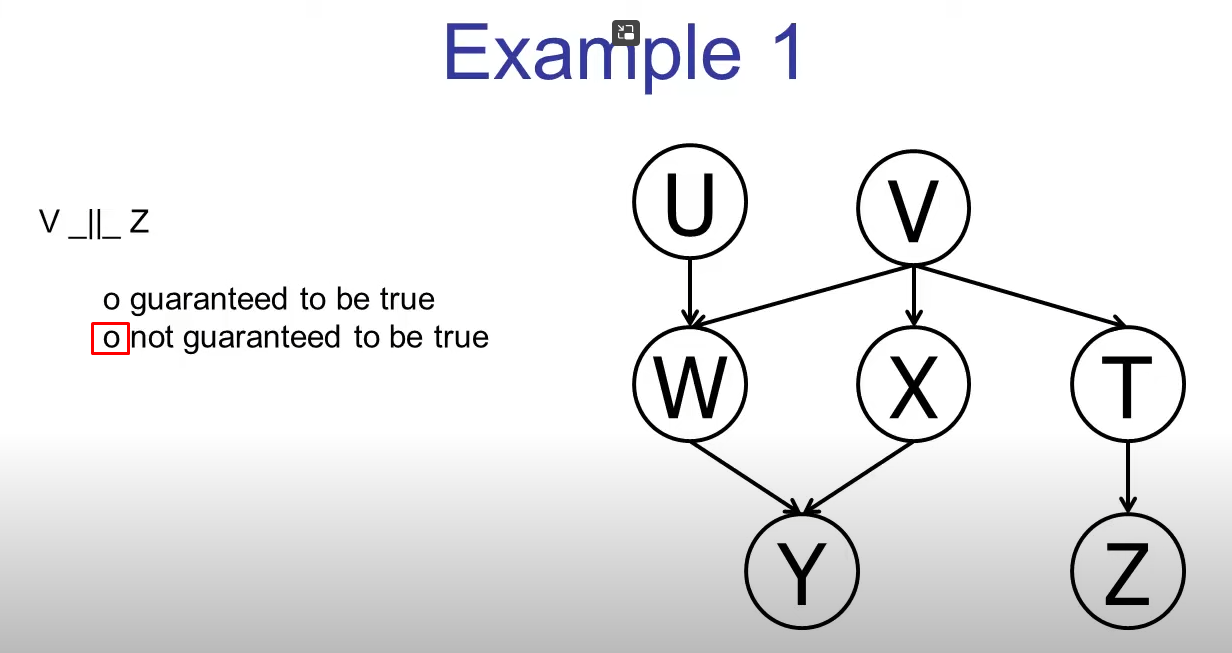 Example 1
V _||_ Z
o guaranteed to be true
o not guaranteed to be true
U
V
W
X
T
Y
Z